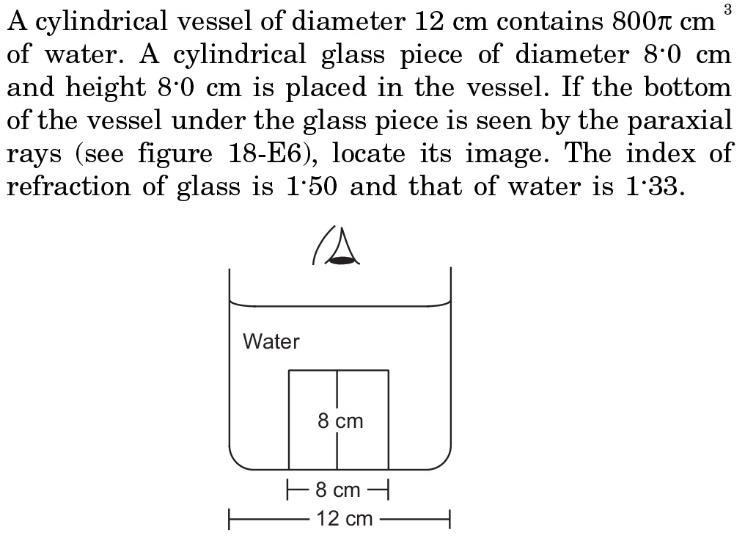 A cylindrical vessel of diameter 12 cm contains 800π cm³
of water. A cylindrical glass piece of diameter 8·0 cm
and height 8·0 cm is placed in the vessel. If the bottom
of the vessel under the glass piece is seen by the paraxial
rays (see figure 18-E6), locate its image. The index of
refraction of glass is 1·50 and that of water is 1·33.
Water
8 cm
8 cm
12 cm